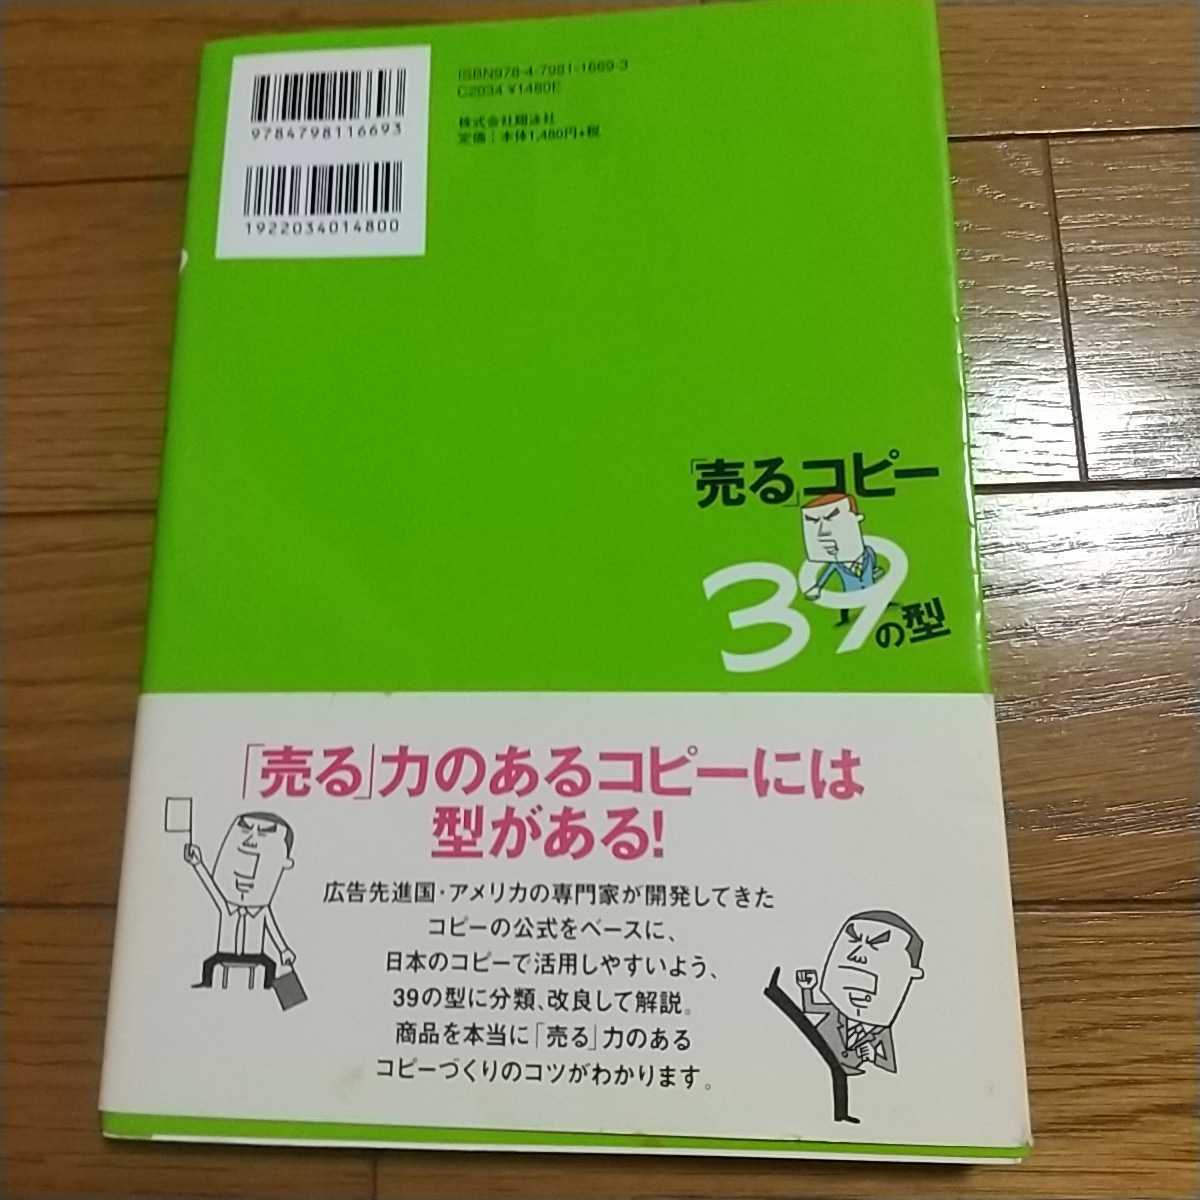 9784798116693
1922034014800
ISBN978-4-7981-1669-3
C2034 ¥1480E
株式会社翔泳社
定価：本体1,480円+税
「売る」コピー
39の型
「売る」力のあるコピーには
型がある！
広告先進国・アメリカの専門家が開発してきた
コピーの公式をベースに、
日本のコピーで活用しやすいよう、
39の型に分類、改良して解説。
商品を本当に「売る」力のある
コピーづくりのコツがわかります。